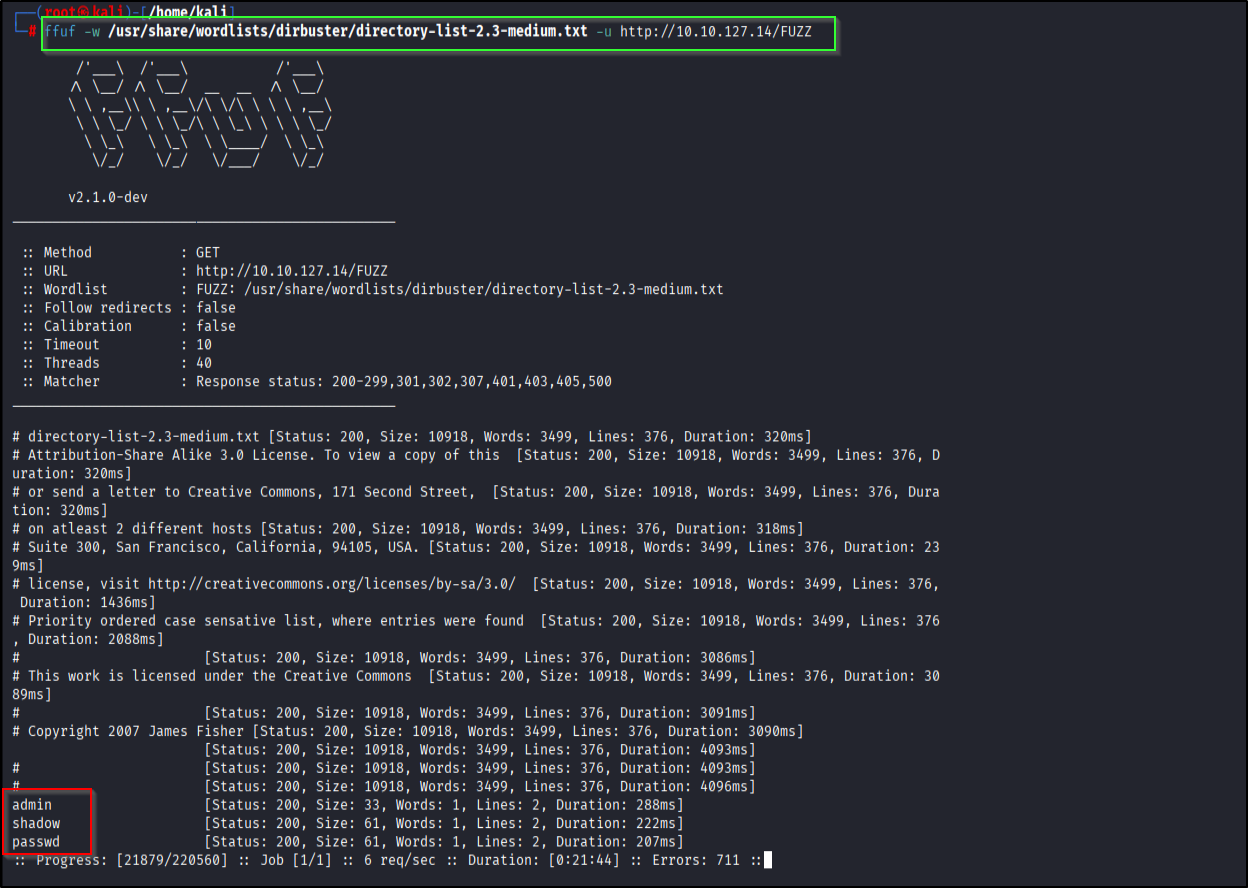 ┌──(root㉿kali)-[/home/kali]
└─# ffuf -w /usr/share/wordlists/dirbuster/directory-list-2.3-medium.txt -u http://10.10.127.14/FUZZ
v2.1.0-dev
:: Method : GET
:: URL : http://10.10.127.14/FUZZ
:: Wordlist : FUZZ: /usr/share/wordlists/dirbuster/directory-list-2.3-medium.txt
:: Follow redirects : false
:: Calibration : false
:: Timeout : 10
:: Threads : 40
:: Matcher : Response status: 200-299,301,302,307,401,403,405,500
# directory-list-2.3-medium.txt [Status: 200, Size: 10918, Words: 3499, Lines: 376, Duration: 320ms]
# Attribution-Share Alike 3.0 License. To view a copy of this [Status: 200, Size: 10918, Words: 3499, Lines: 376, D
uration: 320ms]
# or send a letter to Creative Commons, 171 Second Street, [Status: 200, Size: 10918, Words: 3499, Lines: 376, Dura
tion: 320ms]
# on atleast 2 different hosts [Status: 200, Size: 10918, Words: 3499, Lines: 376, Duration: 318ms]
# Suite 300, San Francisco, California, 94105, USA. [Status: 200, Size: 10918, Words: 3499, Lines: 376, Duration: 23
9ms]
# license, visit http://creativecommons.org/licenses/by-sa/3.0/ [Status: 200, Size: 10918, Words: 3499, Lines: 376,
Duration: 1436ms]
# Priority ordered case sensative list, where entries were found [Status: 200, Size: 10918, Words: 3499, Lines: 376
, Duration: 2088ms]
# [Status: 200, Size: 10918, Words: 3499, Lines: 376, Duration: 3086ms]
# This work is licensed under the Creative Commons [Status: 200, Size: 10918, Words: 3499, Lines: 376, Duration: 30
89ms]
# [Status: 200, Size: 10918, Words: 3499, Lines: 376, Duration: 3091ms]
# Copyright 2007 James Fisher [Status: 200, Size: 10918, Words: 3499, Lines: 376, Duration: 3090ms]
[Status: 200, Size: 10918, Words: 3499, Lines: 376, Duration: 4093ms]
# [Status: 200, Size: 10918, Words: 3499, Lines: 376, Duration: 4093ms]
# [Status: 200, Size: 10918, Words: 3499, Lines: 376, Duration: 4096ms]
admin [Status: 200, Size: 33, Words: 1, Lines: 2, Duration: 288ms]
shadow [Status: 200, Size: 61, Words: 1, Lines: 2, Duration: 222ms]
passwd [Status: 200, Size: 61, Words: 1, Lines: 2, Duration: 207ms]
:: Progress: [21879/220560] :: Job [1/1] :: 6 req/sec :: Duration: [0:21:44] :: Errors: 711 ::